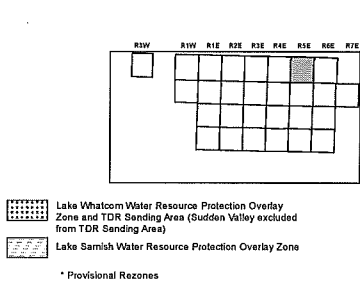 R3W R1W R1E R2E R3E R4E R5E R6E R7E
Lake Whatcom Water Resource Protection Overlay
Zone and TDR Sending Area (Sudden Valley excluded
from TDR Sending Area)
Lake Samish Water Resource Protection Overlay Zone
* Provisional Rezones